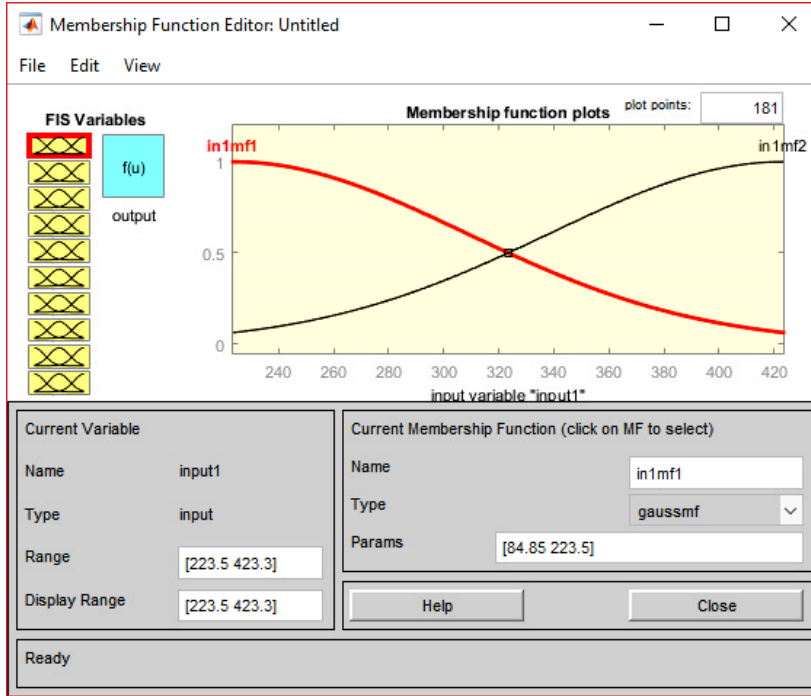 Membership Function Editor: Untitled
File Edit View
FIS Variables
f(u)
output
Membership function plots
plot points: 181
in1mf1
in1mf2
1
0.5
0
240 260 280 300 320 340 360 380 400 420
input variable "input1"
Current Variable
Name input1
Type input
Range [223.5 423.3]
Display Range [223.5 423.3]
Current Membership Function (click on MF to select)
Name in1mf1
Type gaussmf
Params [84.85 223.5]
Help Close
Ready